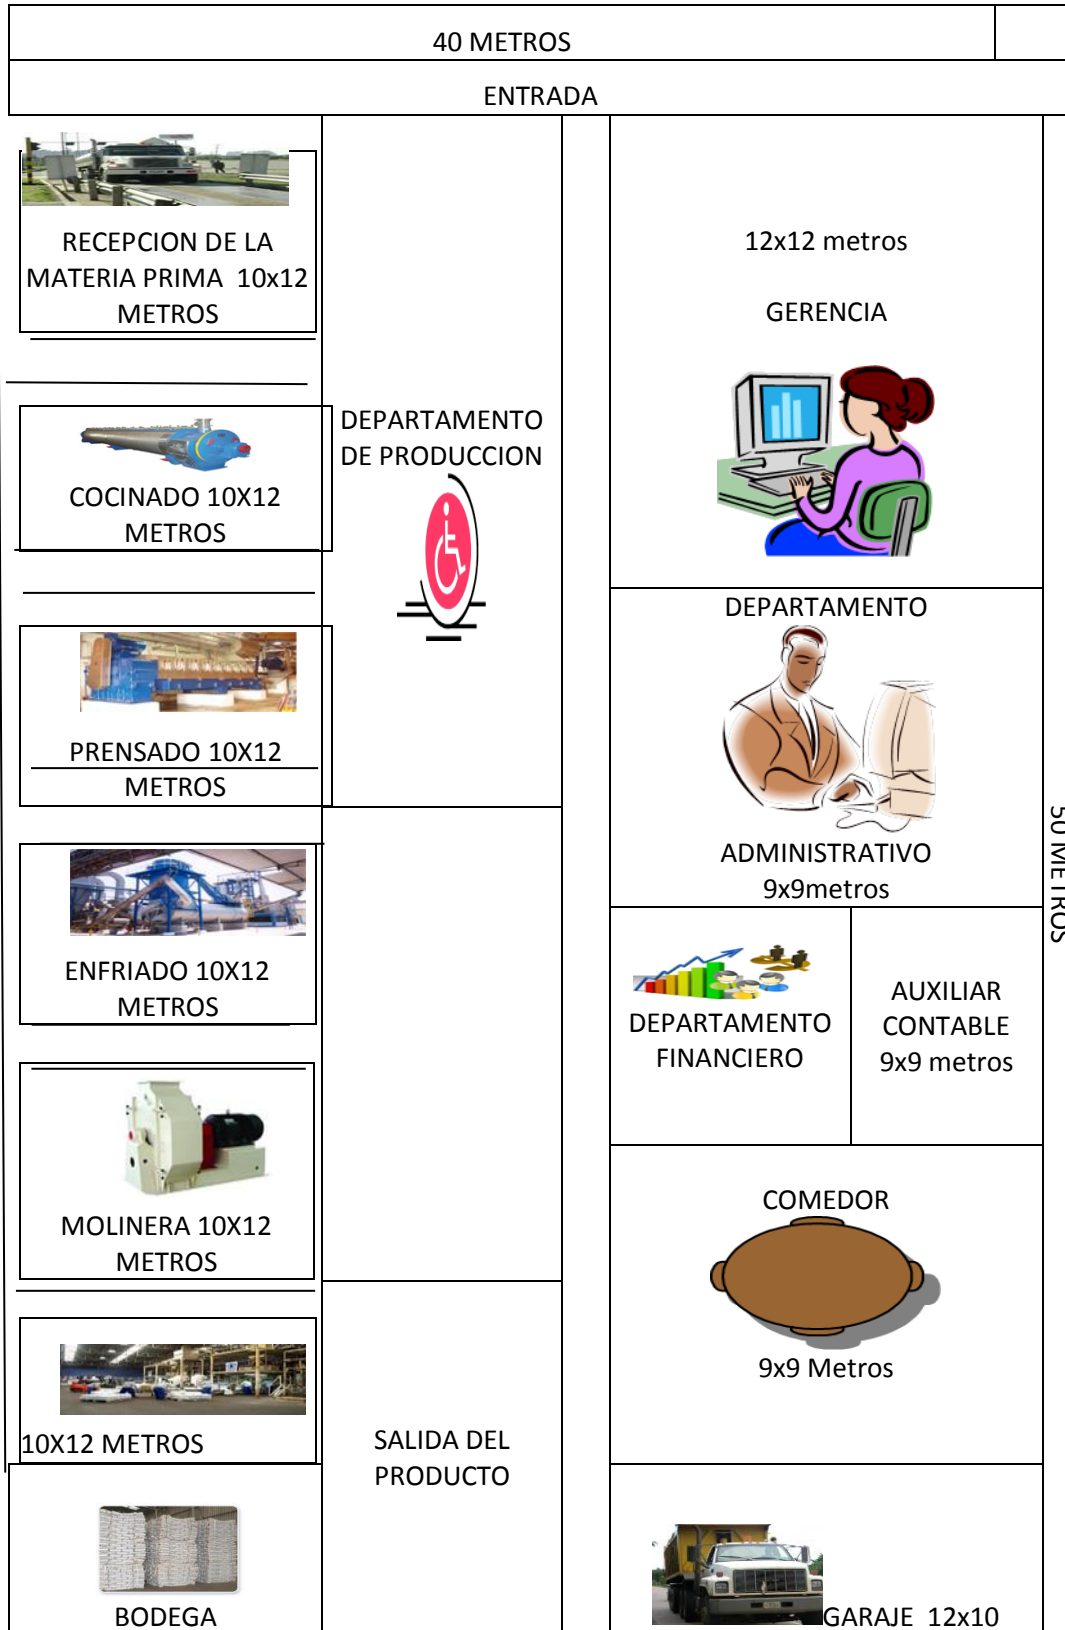 40 METROS
ENTRADA
RECEPCION DE LA
MATERIA PRIMA 10x12
METROS
12x12 metros
GERENCIA
COCINADO 10X12
METROS
DEPARTAMENTO
DE PRODUCCION
PRENSADO 10X12
METROS
DEPARTAMENTO
ADMINISTRATIVO
9x9metros
50 METROS
ENFRIADO 10X12
METROS
DEPARTAMENTO
FINANCIERO
AUXILIAR
CONTABLE
9x9 metros
MOLINERA 10X12
METROS
COMEDOR
9x9 Metros
10X12 METROS
SALIDA DEL
PRODUCTO
BODEGA
GARAJE 12x10